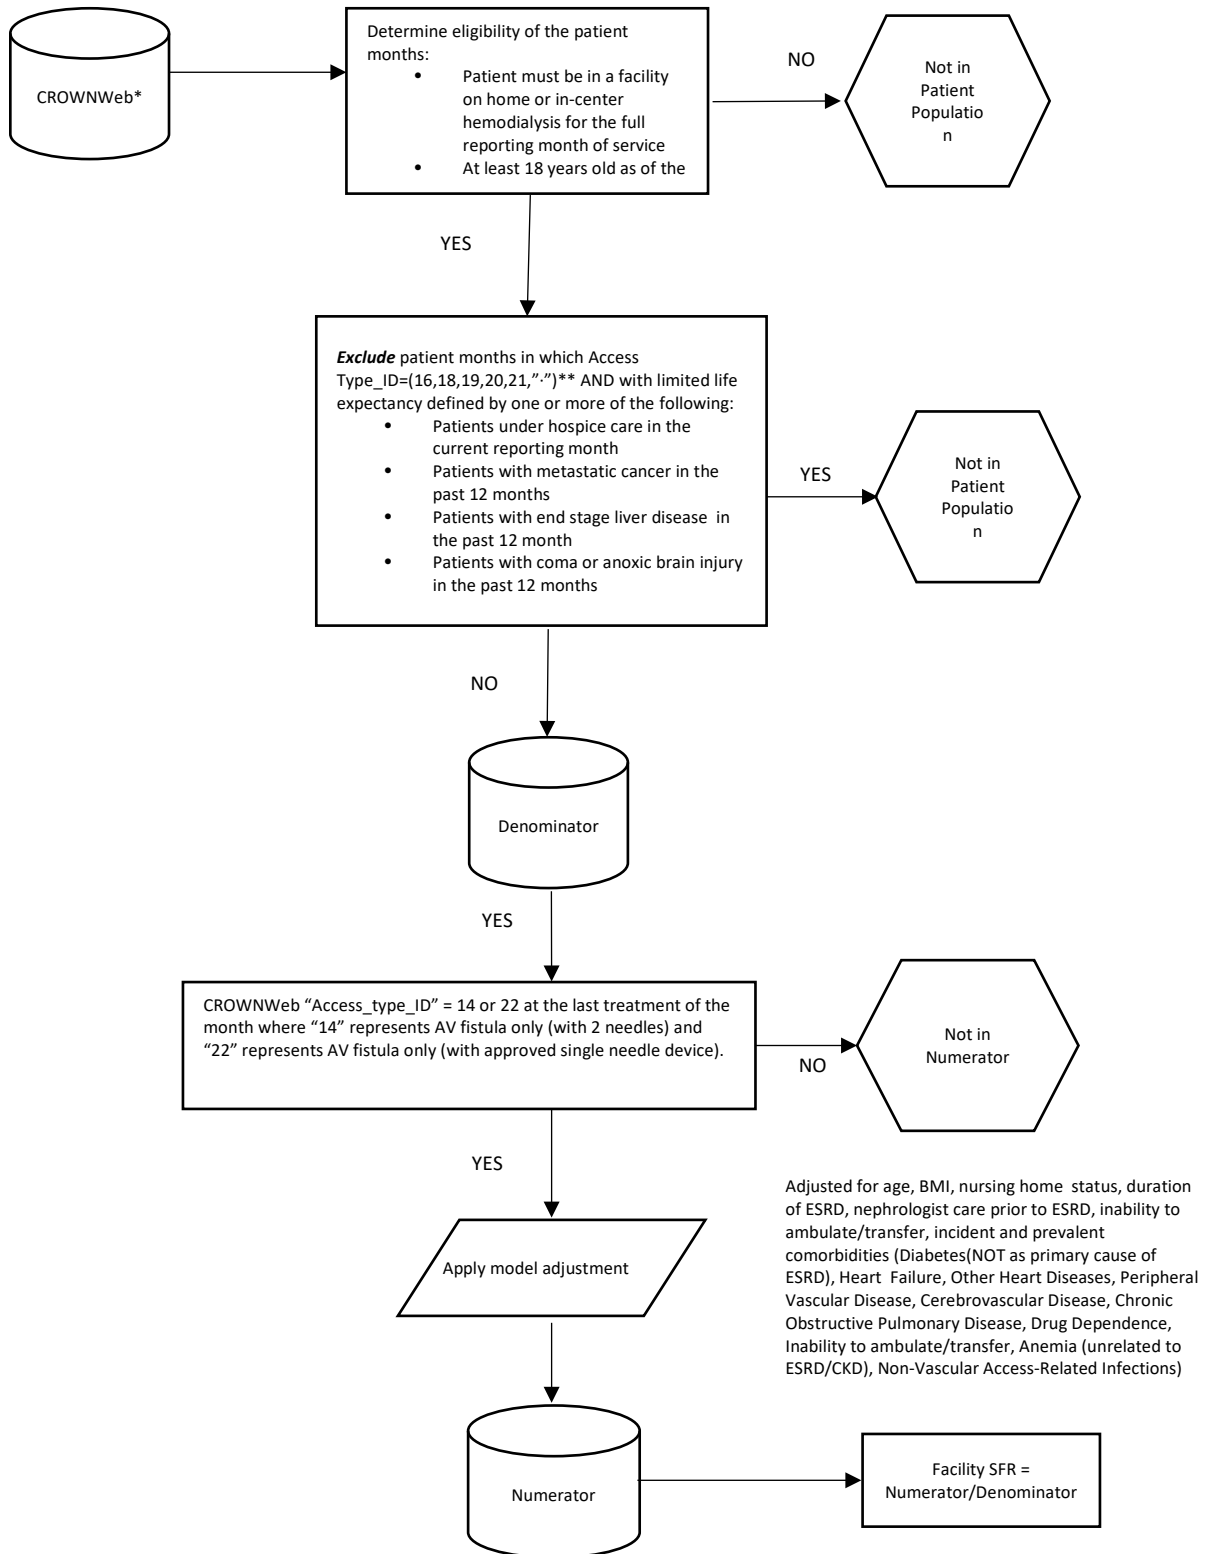 CROWNWeb*
Determine eligibility of the patient
months:
• Patient must be in a facility
on home or in-center
hemodialysis for the full
reporting month of service
• At least 18 years old as of the
NO
Not in
Patient
Populatio
n
YES
Exclude patient months in which Access
Type_ID=(16,18,19,20,21,”·”)** AND with limited life
expectancy defined by one or more of the following:
• Patients under hospice care in the
current reporting month
• Patients with metastatic cancer in the
past 12 months
• Patients with end stage liver disease in
the past 12 month
• Patients with coma or anoxic brain injury
in the past 12 months
YES
Not in
Patient
Populatio
n
NO
Denominator
YES
CROWNWeb “Access_type_ID” = 14 or 22 at the last treatment of the
month where “14” represents AV fistula only (with 2 needles) and
“22” represents AV fistula only (with approved single needle device).
NO
Not in
Numerator
YES
Apply model adjustment
Adjusted for age, BMI, nursing home status, duration
of ESRD, nephrologist care prior to ESRD, inability to
ambulate/transfer, incident and prevalent
comorbidities (Diabetes(NOT as primary cause of
ESRD), Heart Failure, Other Heart Diseases, Peripheral
Vascular Disease, Cerebrovascular Disease, Chronic
Obstructive Pulmonary Disease, Drug Dependence,
Inability to ambulate/transfer, Anemia (unrelated to
ESRD/CKD), Non-Vascular Access-Related Infections)
Numerator
Facility SFR =
Numerator/Denominator